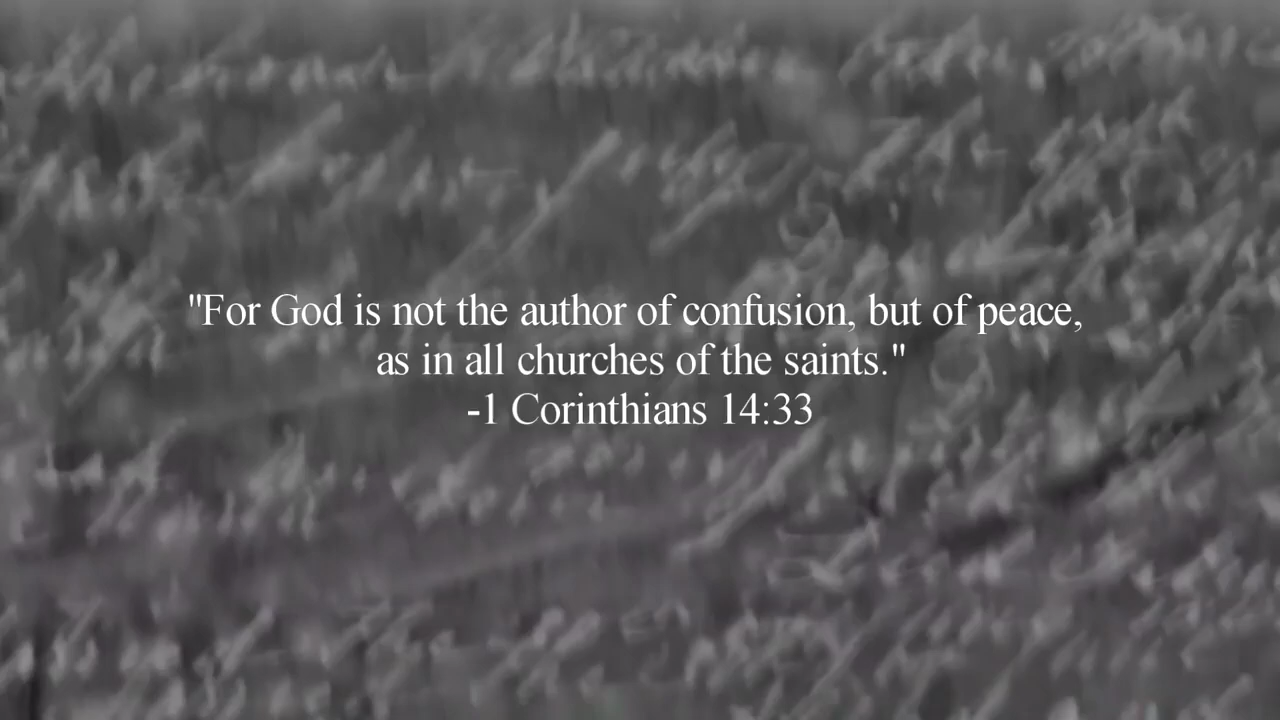 "For God is not the author of confusion, but of peace,
as in all churches of the saints."
-1 Corinthians 14:33